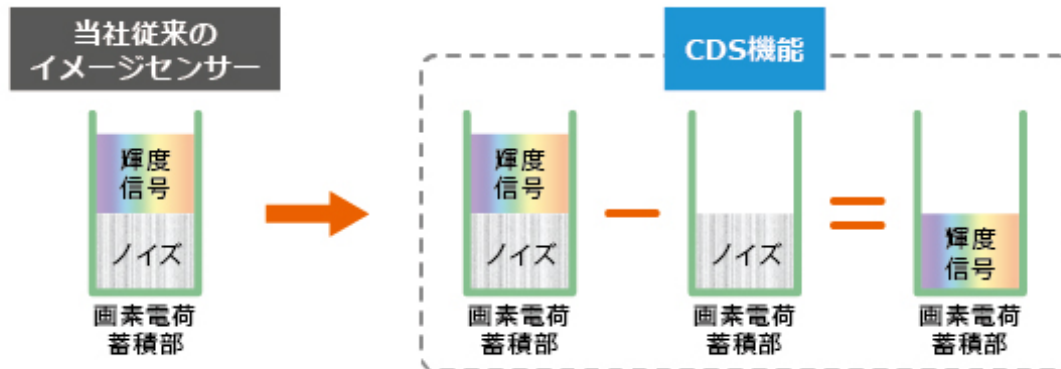 当社従来の
イメージセンサー
輝度
信号
ノイズ
画素電荷
蓄積部
CDS機能
輝度
信号
ノイズ
画素電荷
蓄積部
ノイズ
画素電荷
蓄積部
輝度
信号
画素電荷
蓄積部